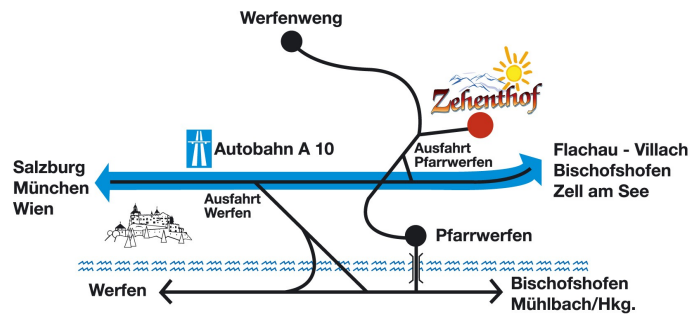 Werfenweng
Zehenthof
Autobahn A 10
Ausfahrt
Pfarrwerfen
Flachau - Villach
Bischofshofen
Zell am See
Salzburg
München
Wien
Ausfahrt
Werfen
Pfarrwerfen
Werfen
Bischofshofen
Mühlbach/Hkg.